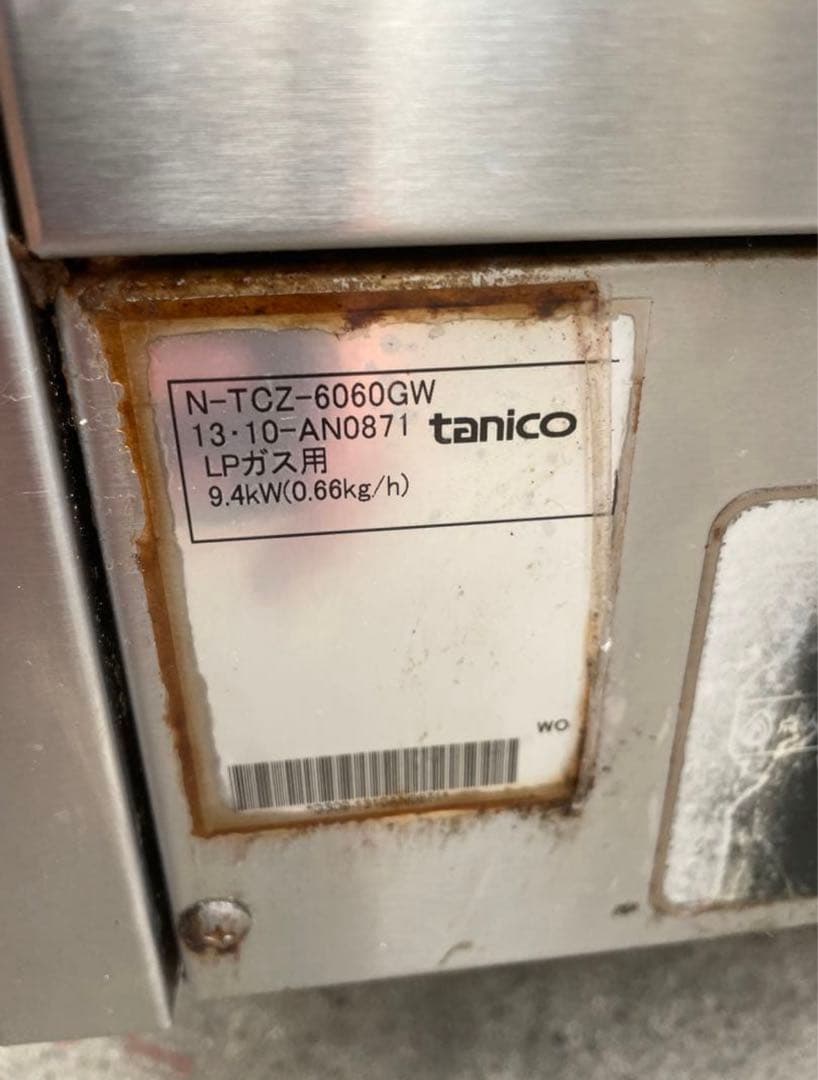 N-TCZ-6060GW
13・10-AN0871 tanico
LPガス用
9.4kW(0.66kg/h)
WO